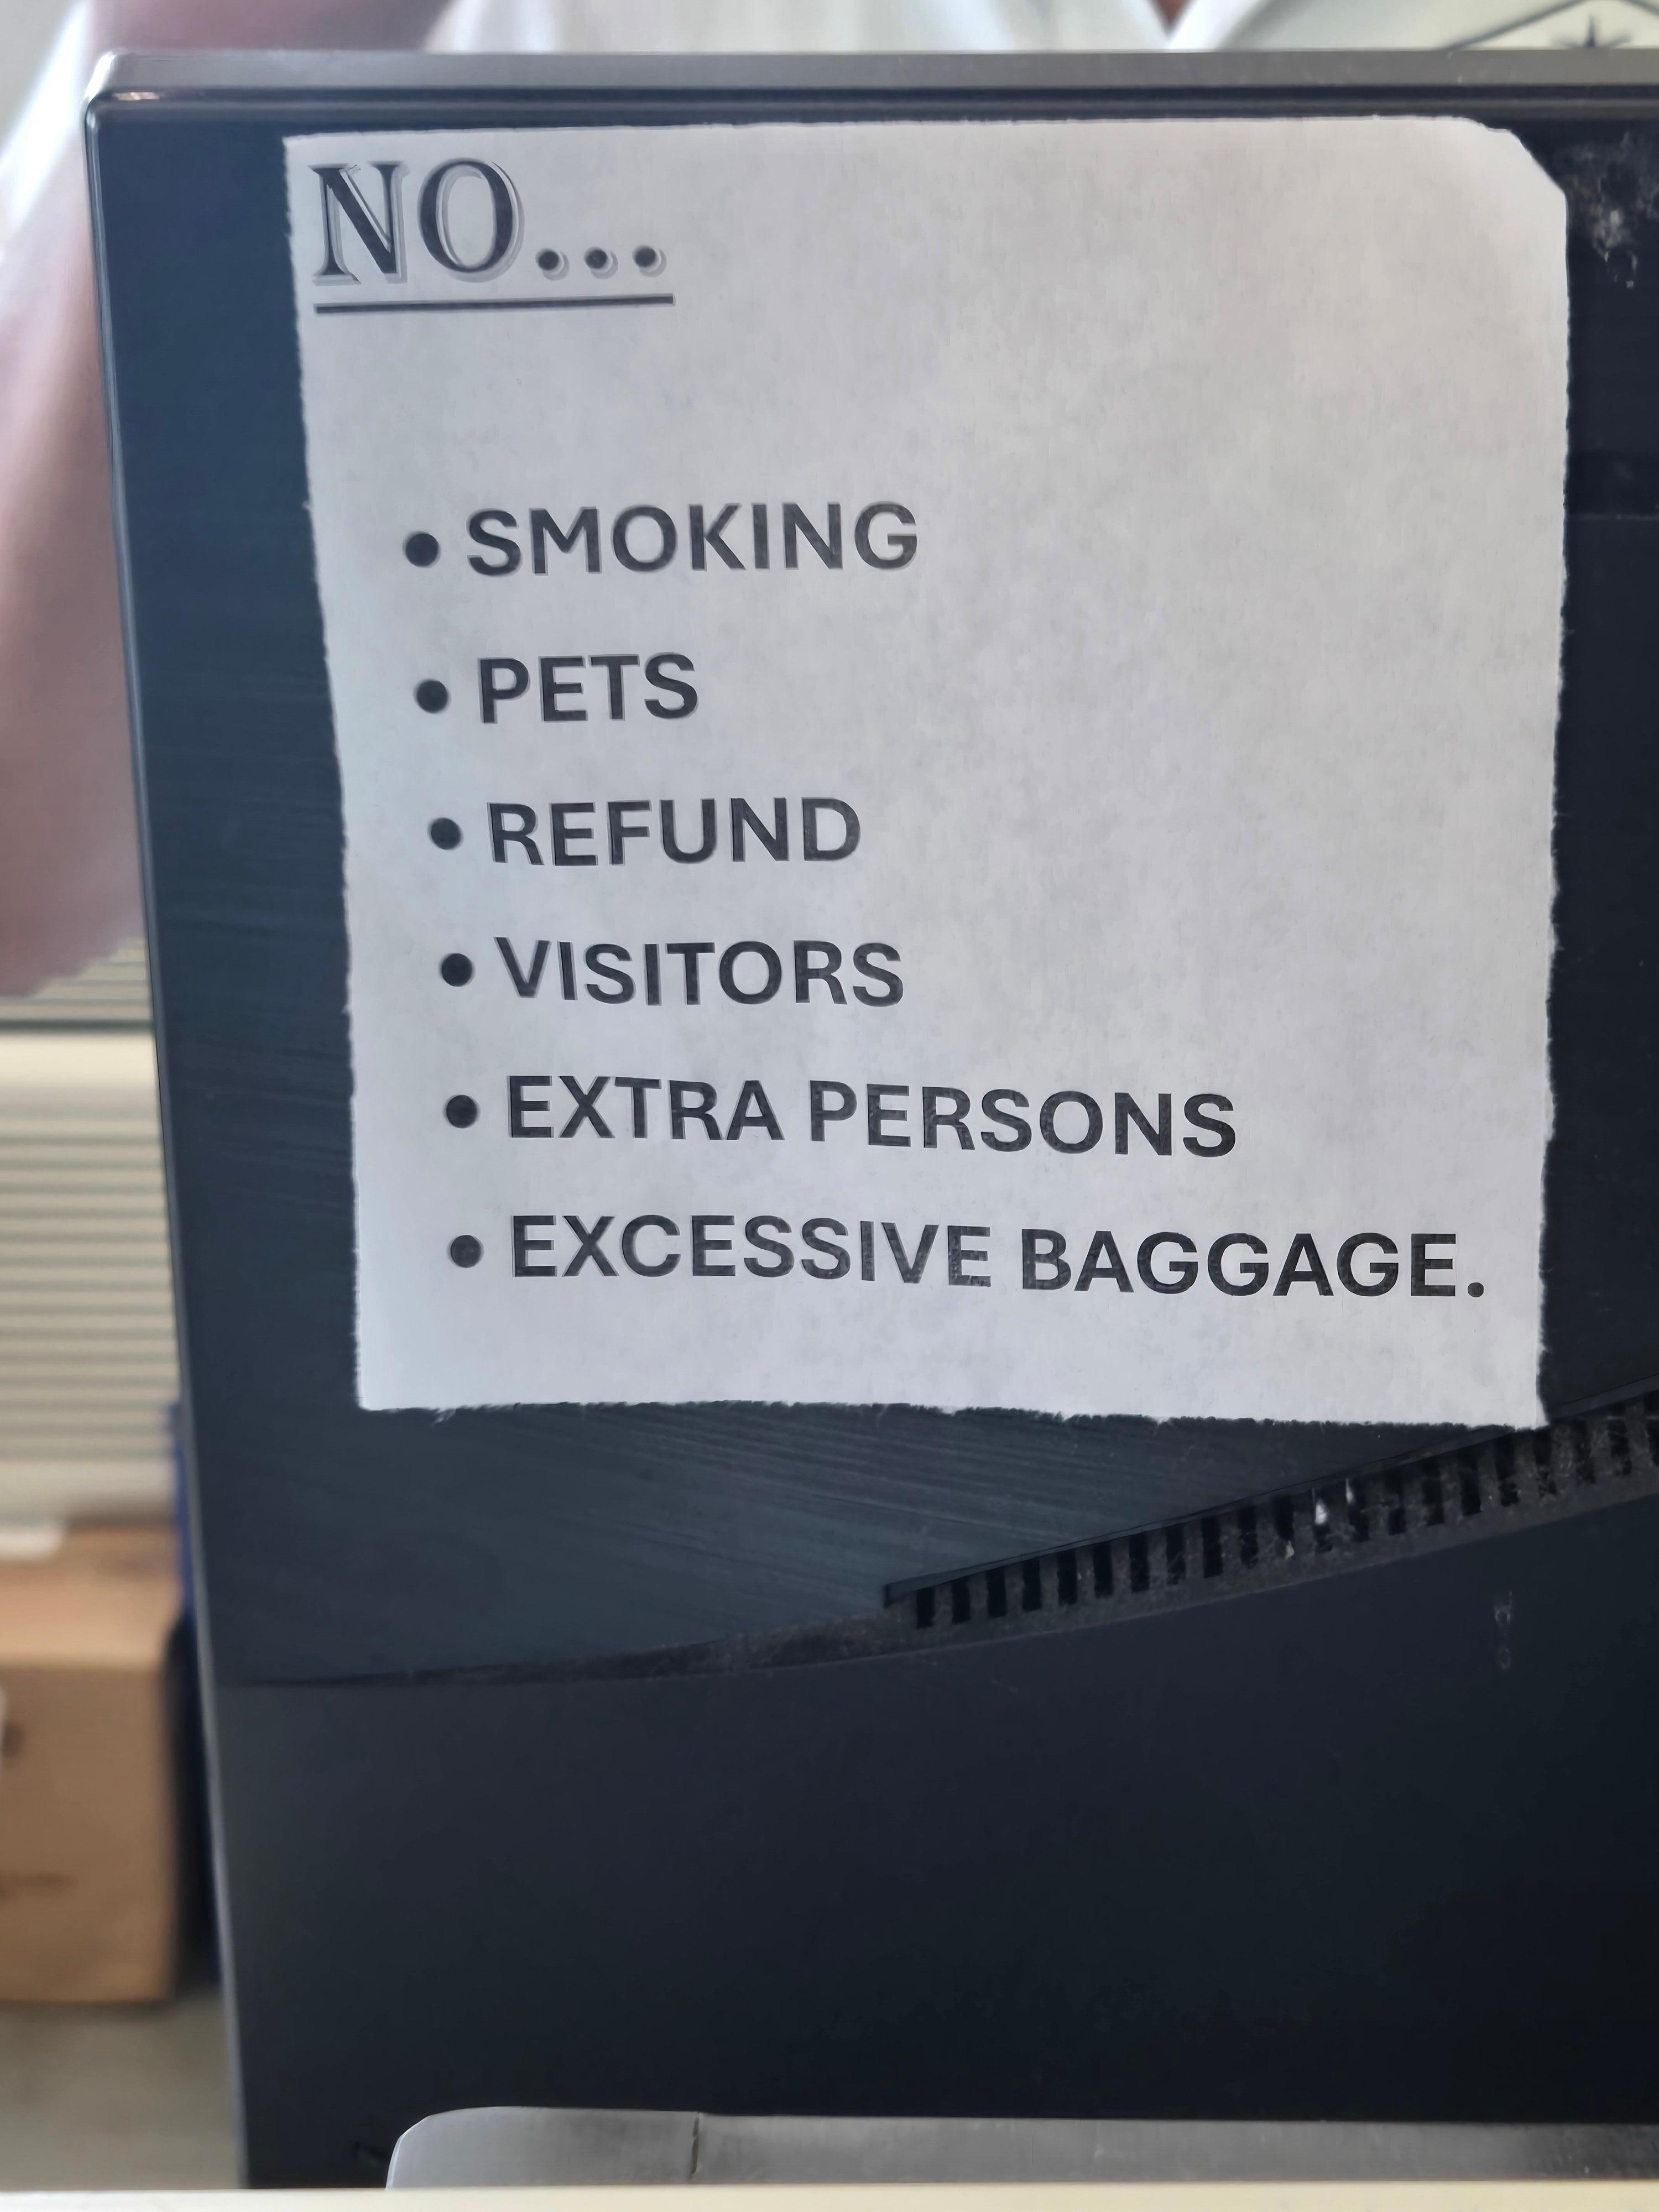 NO...
• SMOKING
• PETS
• REFUND
• VISITORS
• EXTRA PERSONS
• EXCESSIVE BAGGAGE.